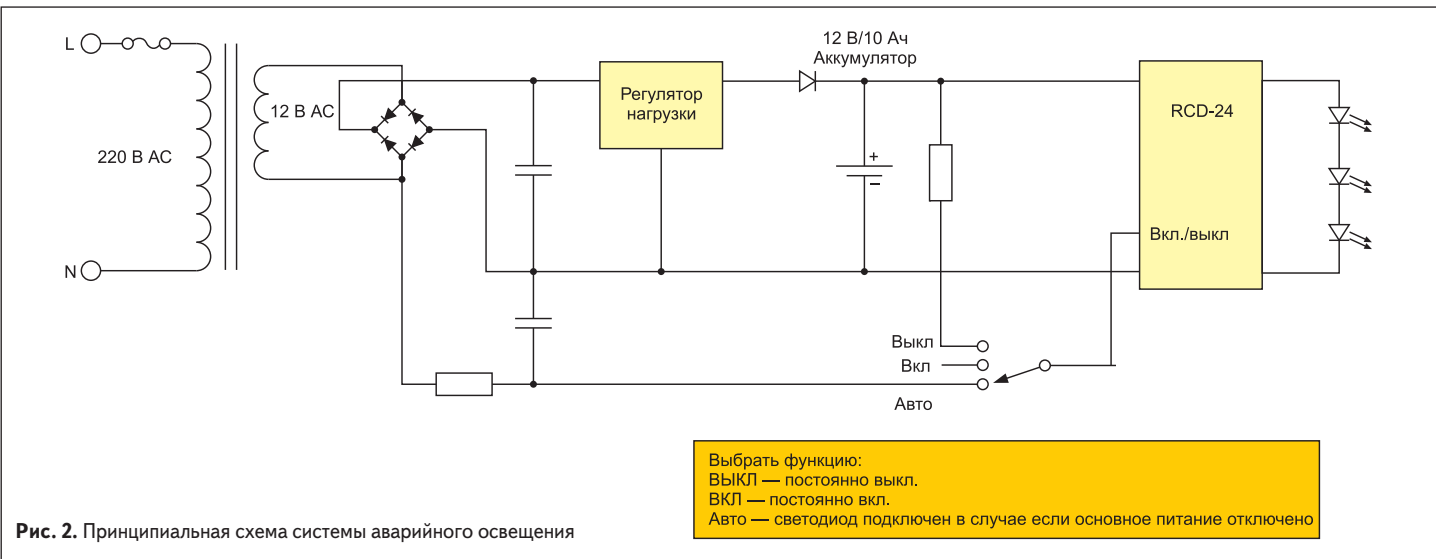 L
12 В АС
220 В АС
N
Регулятор
нагрузки
12 В/10 Ач
Аккумулятор
+
–
RCD-24
Вкл./выкл
Выкл
Вкл
Авто
Выбрать функцию:
ВЫКЛ — постоянно выкл.
ВКЛ — постоянно вкл.
Авто — светодиод подключен в случае если основное питание отключено
Рис. 2. Принципиальная схема системы аварийного освещения